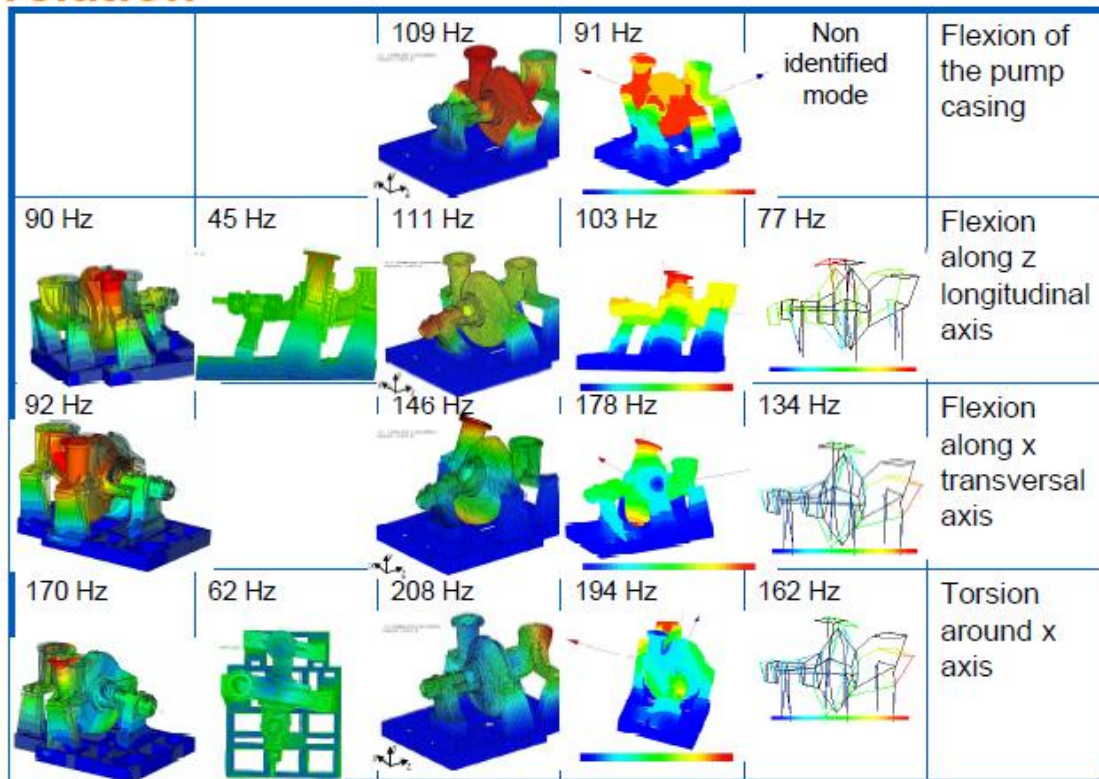 109 Hz
91 Hz
Non
identified
mode
Flexion of
the pump
casing
90 Hz
45 Hz
111 Hz
103 Hz
77 Hz
Flexion
along z
longitudinal
axis
92 Hz
146 Hz
178 Hz
134 Hz
Flexion
along x
transversal
axis
170 Hz
62 Hz
208 Hz
194 Hz
162 Hz
Torsion
around x
axis